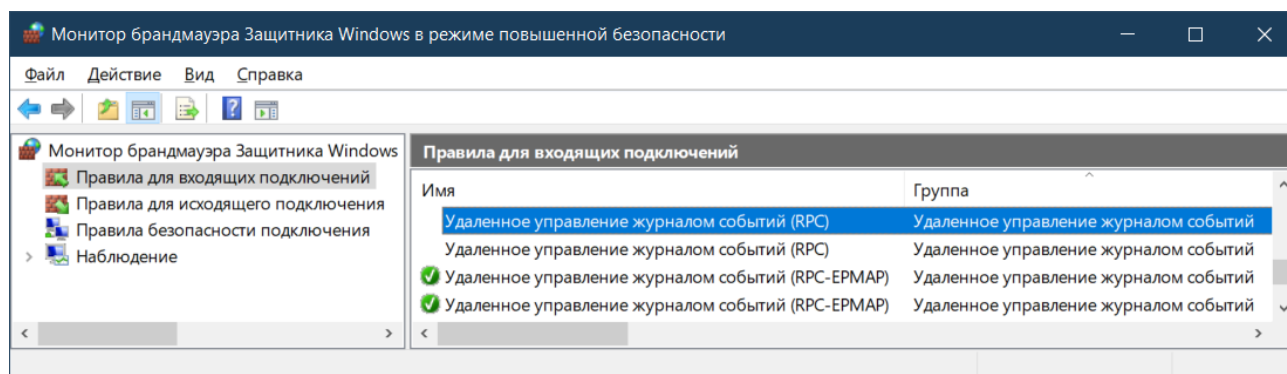 Монитор брандмауэра Защитника Windows в режиме повышенной безопасности
Файл Действие Вид Справка
Монитор брандмауэра Защитника Windows
Правила для входящих подключений
Правила для исходящего подключения
Правила безопасности подключения
Наблюдение
Правила для входящих подключений
Имя Группа
Удаленное управление журналом событий (RPC) Удаленное управление журналом событий
Удаленное управление журналом событий (RPC) Удаленное управление журналом событий
Удаленное управление журналом событий (RPC-EPMAP) Удаленное управление журналом событий
Удаленное управление журналом событий (RPC-EPMAP) Удаленное управление журналом событий